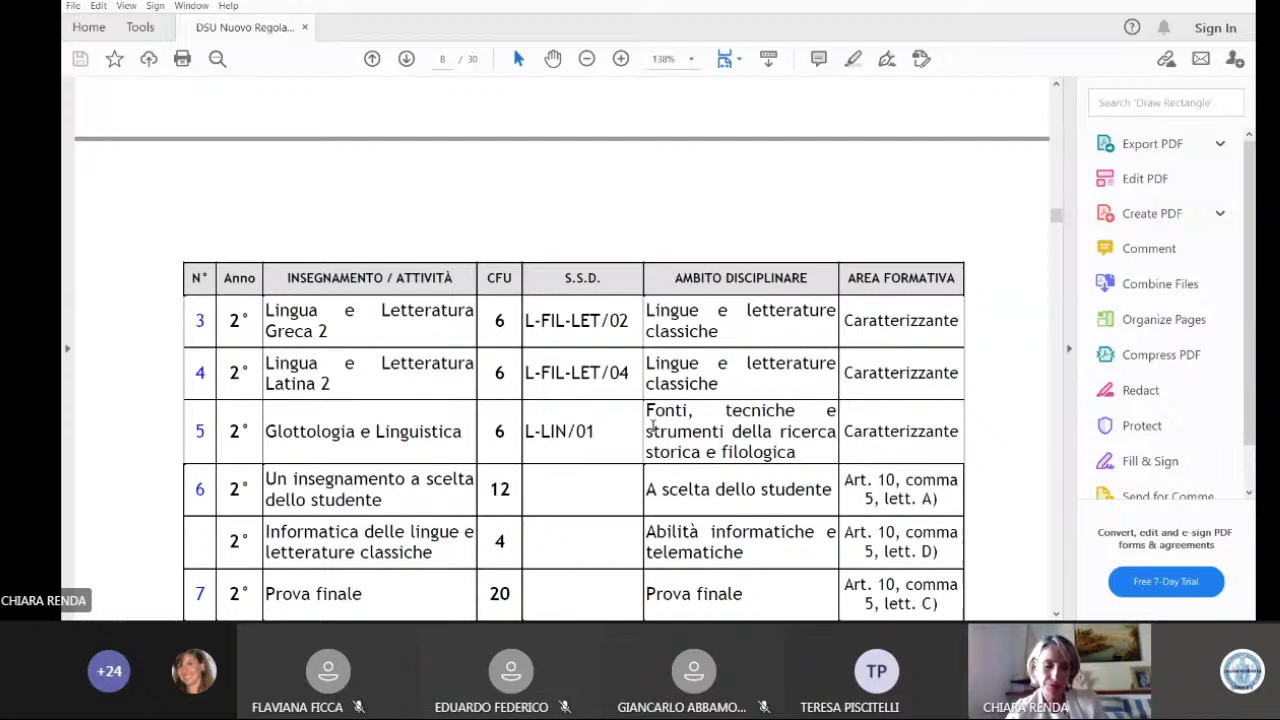 File Edit View Sign Window Help
Home Tools DSU Nuovo Regola... × Sign In
8 / 30 138%
Search 'Draw Rectangle'
Export PDF
Edit PDF
Create PDF
Comment
Combine Files
Organize Pages
Compress PDF
Redact
Protect
Fill & Sign
Send for Comme
Convert, edit and e-sign PDF
forms & agreements
Free 7-Day Trial
N° Anno INSEGNAMENTO / ATTIVITÀ CFU S.S.D. AMBITO DISCIPLINARE AREA FORMATIVA
3 2° Lingua e Letteratura Greca 2 6 L-FIL-LET/02 Lingue e letterature classiche Caratterizzante
4 2° Lingua e Letteratura Latina 2 6 L-FIL-LET/04 Lingue e letterature classiche Caratterizzante
5 2° Glottologia e Linguistica 6 L-LIN/01 Fonti, tecniche e strumenti della ricerca storica e filologica Caratterizzante
6 2° Un insegnamento a scelta dello studente 12 A scelta dello studente Art. 10, comma 5, lett. A)
2° Informatica delle lingue e letterature classiche 4 Abilità informatiche e telematiche Art. 10, comma 5, lett. D)
7 2° Prova finale 20 Prova finale Art. 10, comma 5, lett. C)
CHIARA RENDA
+24
FLAVIANA FICCA
EDUARDO FEDERICO
GIANCARLO ABBAMO...
TP
TERESA PISCITELLI
CHIARA RENDA